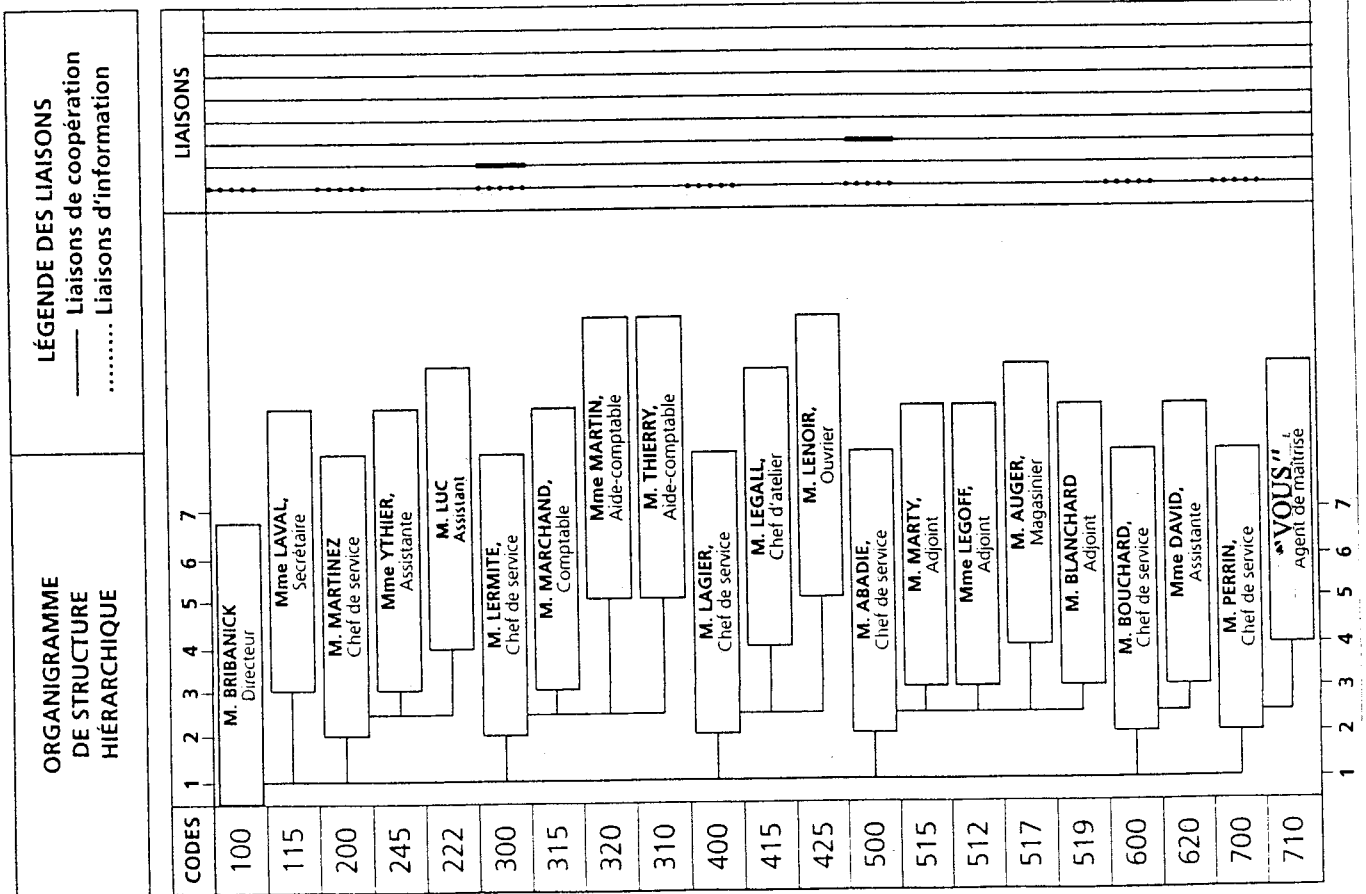 ORGANIGRAMME
DE STRUCTURE
HIÉRARCHIQUE
LÉGENDE DES LIAISONS
Liaisons de coopération
Liaisons d'information
CODES
1 2 3 4 5 6 7
LIAISONS
100
M. BRIBANICK
Directeur
115
Mme LAVAL,
Secrétaire
200
M. MARTINEZ
Chef de service
245
Mme YTHIER,
Assistante
222
M. LUC
Assistant
300
M. LERMITE,
Chef de service
315
M. MARCHAND,
Comptable
320
Mme MARTIN,
Aide-comptable
310
M. THIERRY,
Aide-comptable
400
M. LAGIER,
Chef de service
415
M. LEGALL,
Chef d'atelier
425
M. LENOIR,
Ouvrier
500
M. ABADIE,
Chef de service
515
M. MARTY,
Adjoint
512
Mme LEGOFF,
Adjoint
517
M. AUGER,
Magasinier
519
M. BLANCHARD
Adjoint
600
M. BOUCHARD,
Chef de service
620
Mme DAVID,
Assistante
700
M. PERRIN,
Chef de service
710
"VOUS"
Agent de maîtrise
1 2 3 4 5 6 7